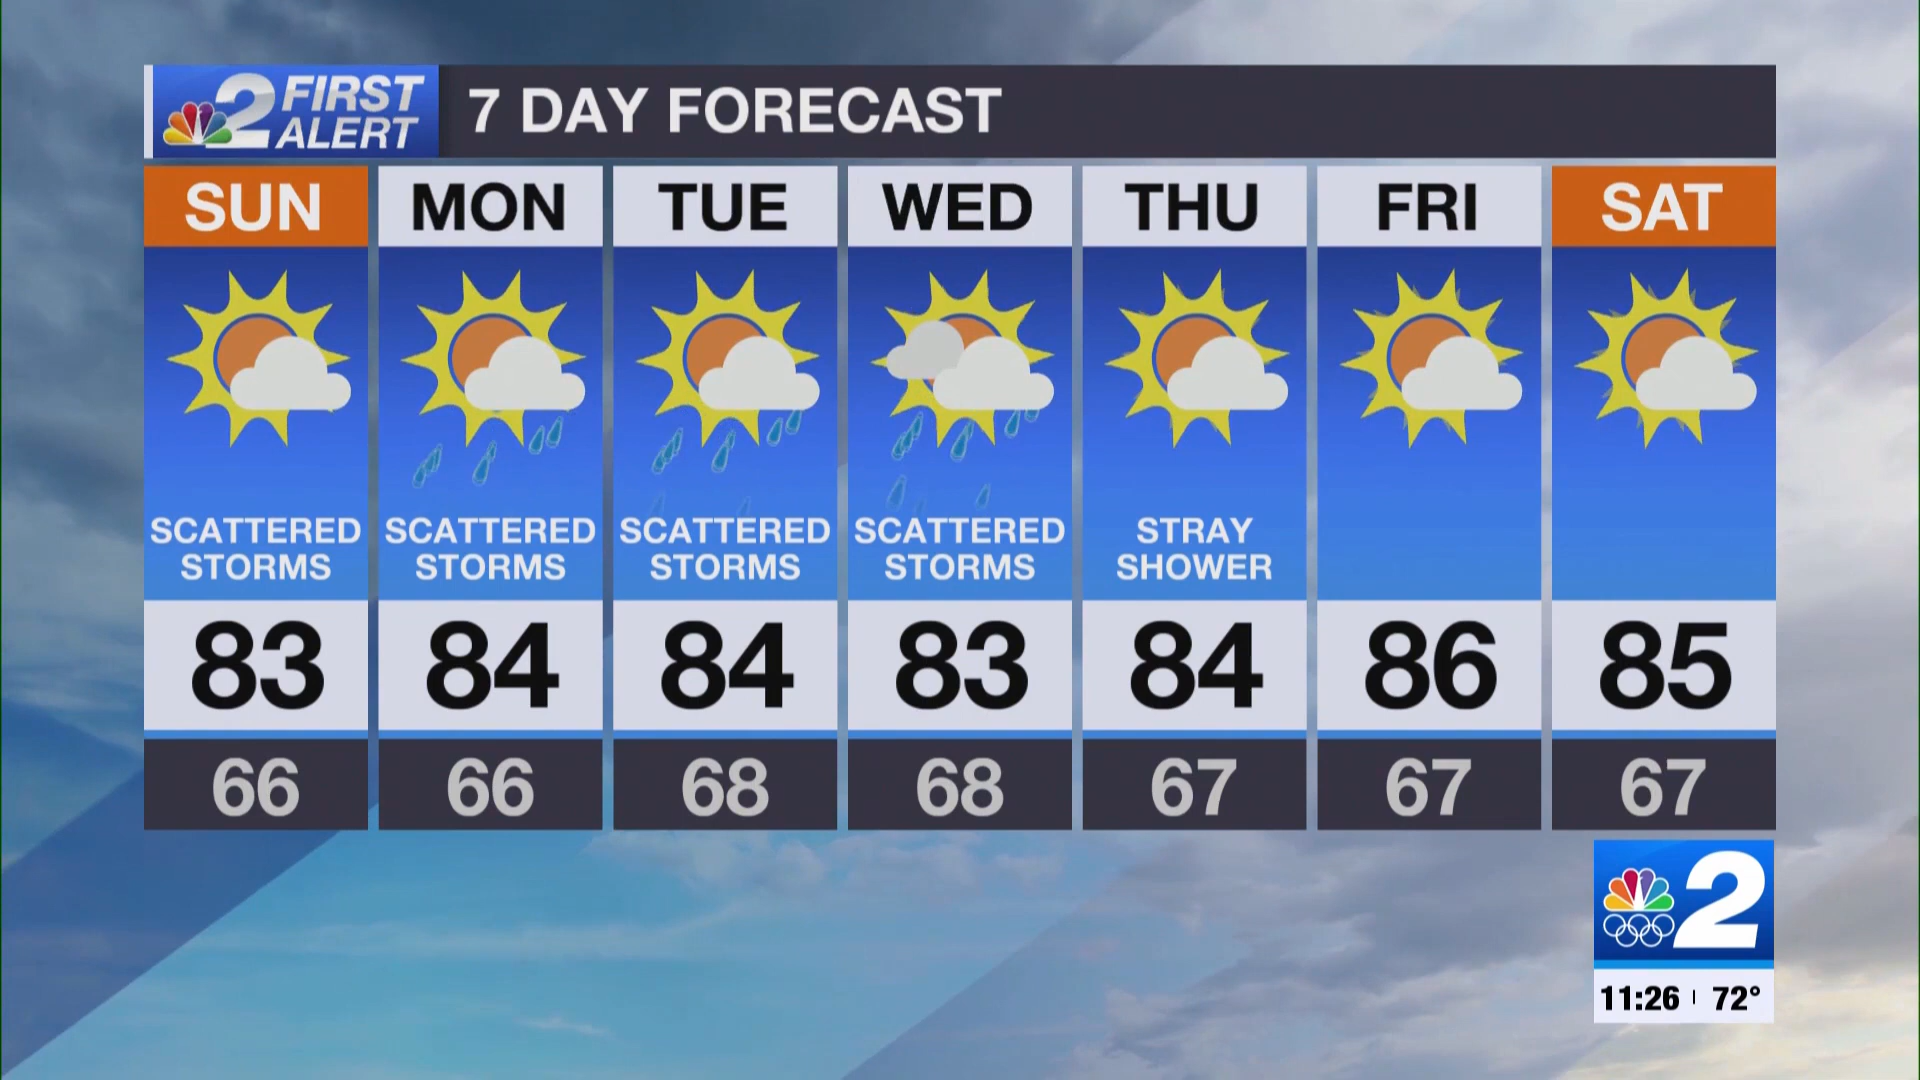 2 FIRST ALERT
7 DAY FORECAST
SUN MON TUE WED THU FRI SAT
SCATTERED STORMS
SCATTERED STORMS
SCATTERED STORMS
SCATTERED STORMS
STRAY SHOWER
83 84 84 83 84 86 85
66 66 68 68 67 67 67
2
11:26 72°